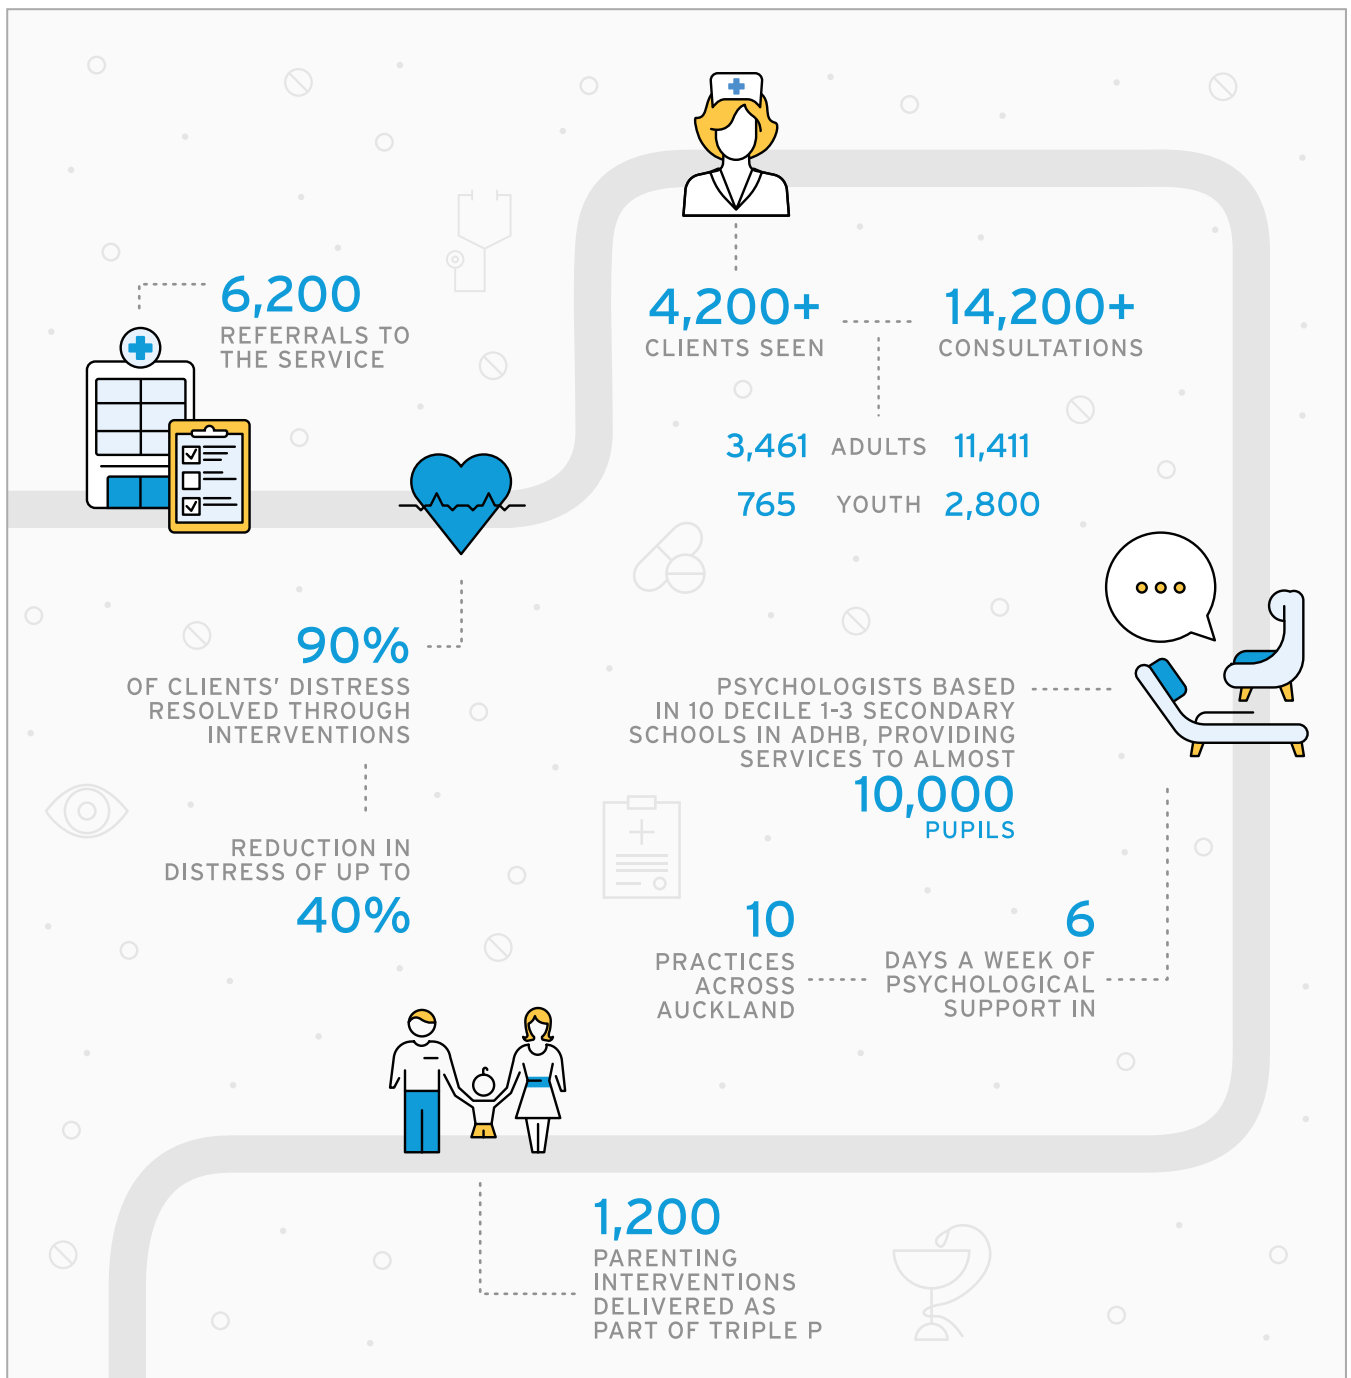 6,200
REFERRALS TO
THE SERVICE
4,200+
CLIENTS SEEN
14,200+
CONSULTATIONS
3,461 ADULTS 11,411
765 YOUTH 2,800
90%
OF CLIENTS' DISTRESS
RESOLVED THROUGH
INTERVENTIONS
REDUCTION IN
DISTRESS OF UP TO
40%
PSYCHOLOGISTS BASED
IN 10 DECILE 1-3 SECONDARY
SCHOOLS IN ADHB, PROVIDING
SERVICES TO ALMOST
10,000
PUPILS
6
DAYS A WEEK OF
PSYCHOLOGICAL
SUPPORT IN
10
PRACTICES
ACROSS
AUCKLAND
1,200
PARENTING
INTERVENTIONS
DELIVERED AS
PART OF TRIPLE P